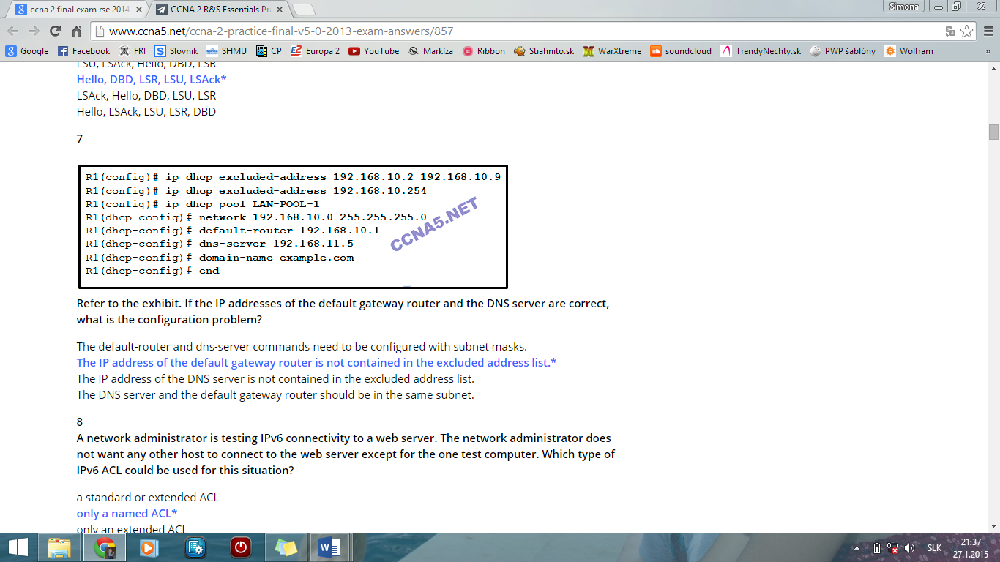 Simona
ccna 2 final exam rse 2014
CCNA 2 R&S Essentials Pr
www.ccna5.net/ccna-2-practice-final-v5-0-2013-exam-answers/857
Google Facebook FRI Slovnik SHMU CP Europa 2 YouTube Markíza Ribbon Stiahnito.sk WarXtreme soundcloud TrendyNechty.sk PWP šablóny Wolfram »
LSU, LSAck, Hello, DBD, LSR
Hello, DBD, LSR, LSU, LSAck*
LSAck, Hello, DBD, LSU, LSR
Hello, LSAck, LSU, LSR, DBD
7
R1(config)# ip dhcp excluded-address 192.168.10.2 192.168.10.9
R1(config)# ip dhcp excluded-address 192.168.10.254
R1(config)# ip dhcp pool LAN-POOL-1
R1(dhcp-config)# network 192.168.10.0 255.255.255.0
R1(dhcp-config)# default-router 192.168.10.1
R1(dhcp-config)# dns-server 192.168.11.5
R1(dhcp-config)# domain-name example.com
R1(dhcp-config)# end
CCNA5.NET
Refer to the exhibit. If the IP addresses of the default gateway router and the DNS server are correct,
what is the configuration problem?
The default-router and dns-server commands need to be configured with subnet masks.
The IP address of the default gateway router is not contained in the excluded address list.*
The IP address of the DNS server is not contained in the excluded address list.
The DNS server and the default gateway router should be in the same subnet.
8
A network administrator is testing IPv6 connectivity to a web server. The network administrator does
not want any other host to connect to the web server except for the one test computer. Which type of
IPv6 ACL could be used for this situation?
a standard or extended ACL
only a named ACL*
only an extended ACL
SLK
21:37
27.1.2015